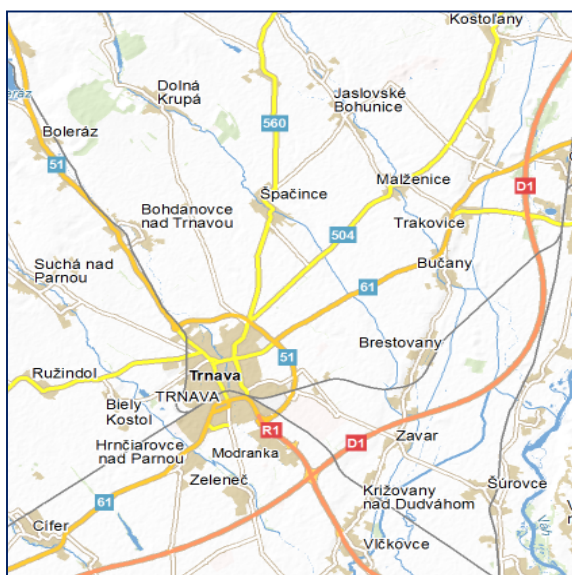 Kostoľany
Dolná
Krupá
Jaslovské
Bohunice
Boleráz
560
51
D1
Malženice
Špačince
Bohdanovce
nad Trnavou
Trakovice
504
Suchá nad
Parnou
Bučany
61
Brestovany
51
Ružindol
Trnava
TRNAVA
Biely
Kostol
R1
D1
Zavar
Hrnčiarovce
nad Parnou
Modranka
Zeleneč
Šúrovce
Križovany
nad Dudváhom
61
Cífer
Vlčkovce
Váh